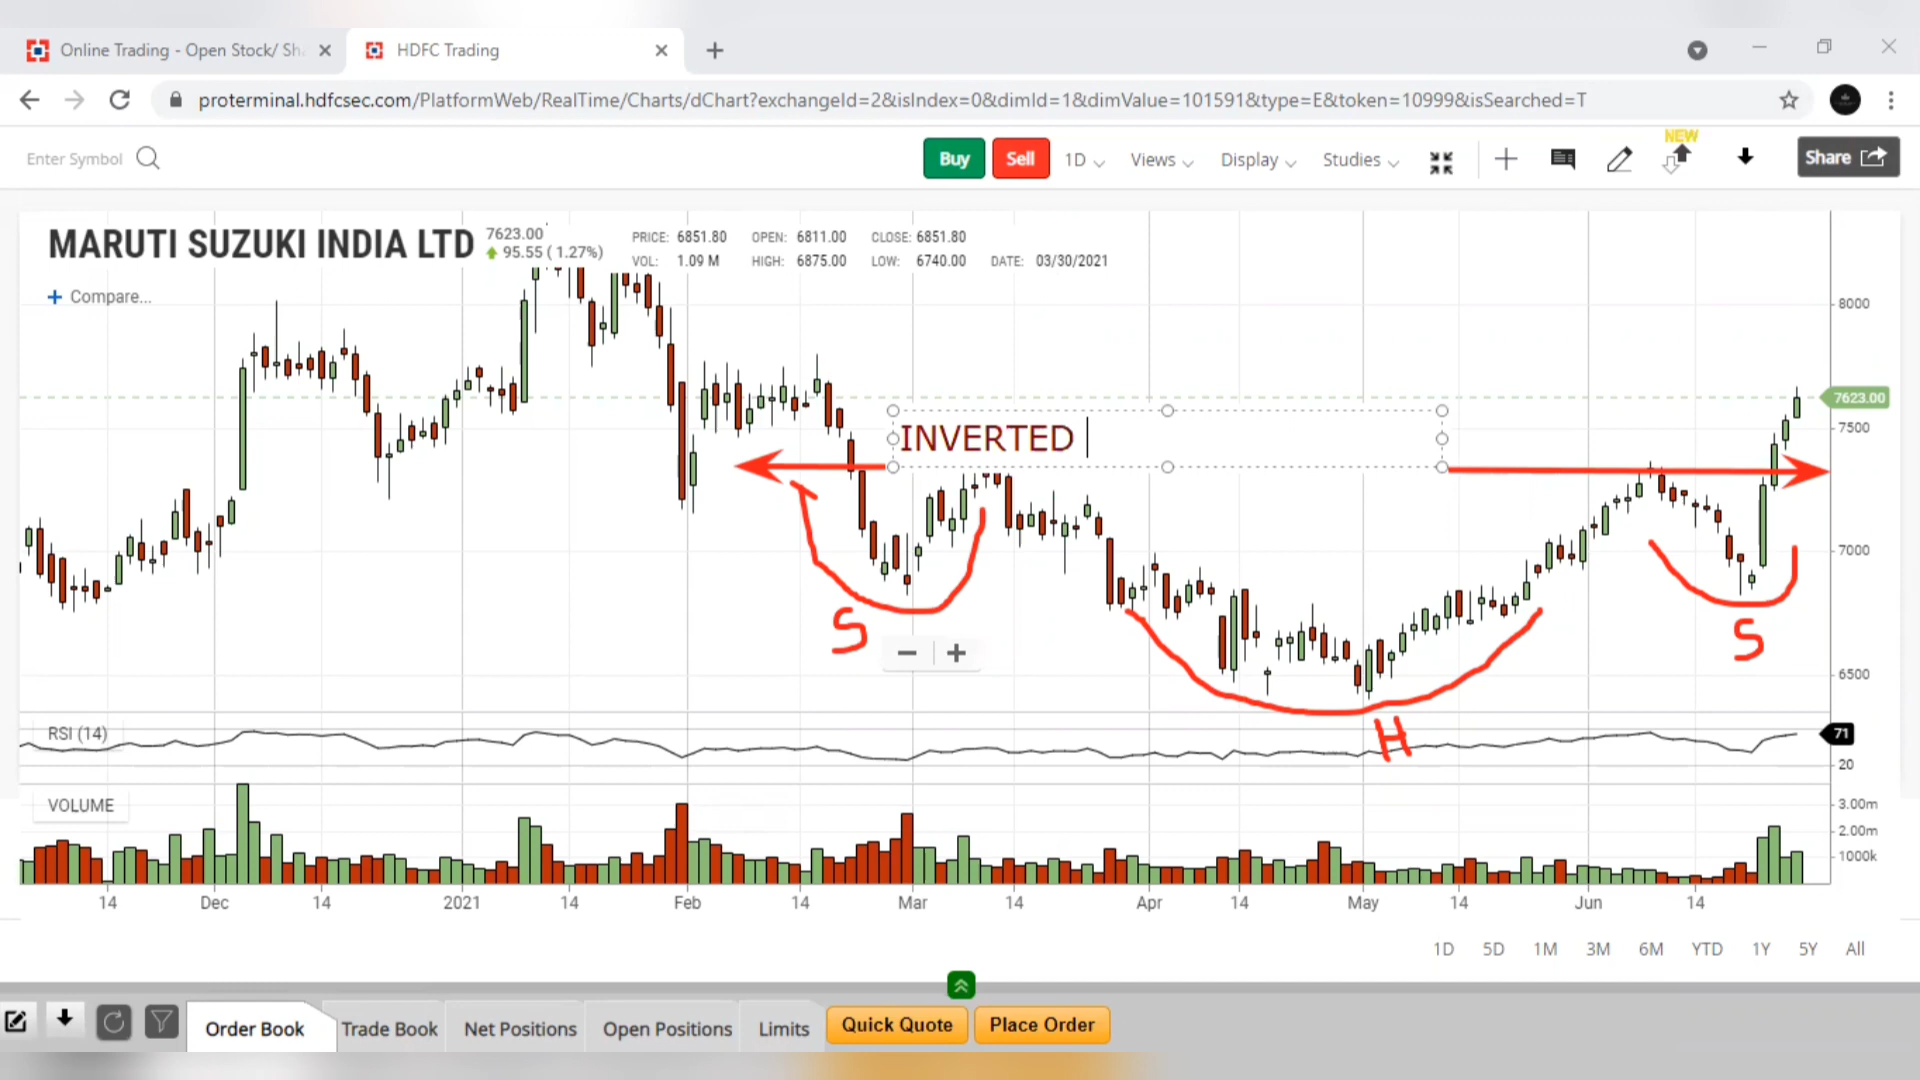 Online Trading - Open Stock/ Sh
HDFC Trading
proterminal.hdfcsec.com/PlatformWeb/RealTime/Charts/dChart?exchangeId=2&isIndex=0&dimId=1&dimValue=101591&type=E&token=10999&isSearched=T
Enter Symbol
Buy
Sell
1D
Views
Display
Studies
NEW
Share
MARUTI SUZUKI INDIA LTD
7623.00
95.55 ( 1.27%)
PRICE: 6851.80 OPEN: 6811.00 CLOSE: 6851.80
VOL: 1.09 M HIGH: 6875.00 LOW: 6740.00 DATE: 03/30/2021
+ Compare...
8000
7623.00
7500
INVERTED
7000
S
S
6500
H
RSI (14)
71
20
VOLUME
3.00m
2.00m
1000k
14 Dec 14 2021 14 Feb 14 Mar 14 Apr 14 May 14 Jun 14
1D 5D 1M 3M 6M YTD 1Y 5Y All
Order Book
Trade Book
Net Positions
Open Positions
Limits
Quick Quote
Place Order